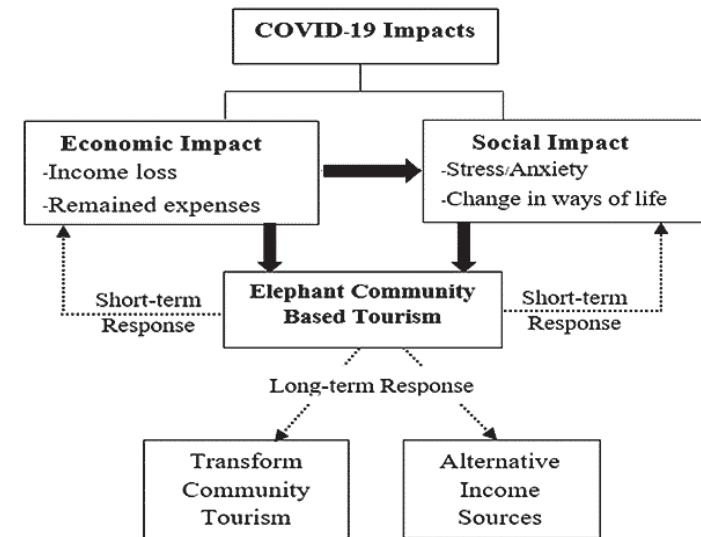 COVID-19 Impacts
Economic Impact
-Income loss
-Remained expenses
Social Impact
-Stress/Anxiety
-Change in ways of life
Short-term
Response
Elephant Community
Based Tourism
Short-term
Response
Long-term Response
Transform
Community
Tourism
Alternative
Income
Sources